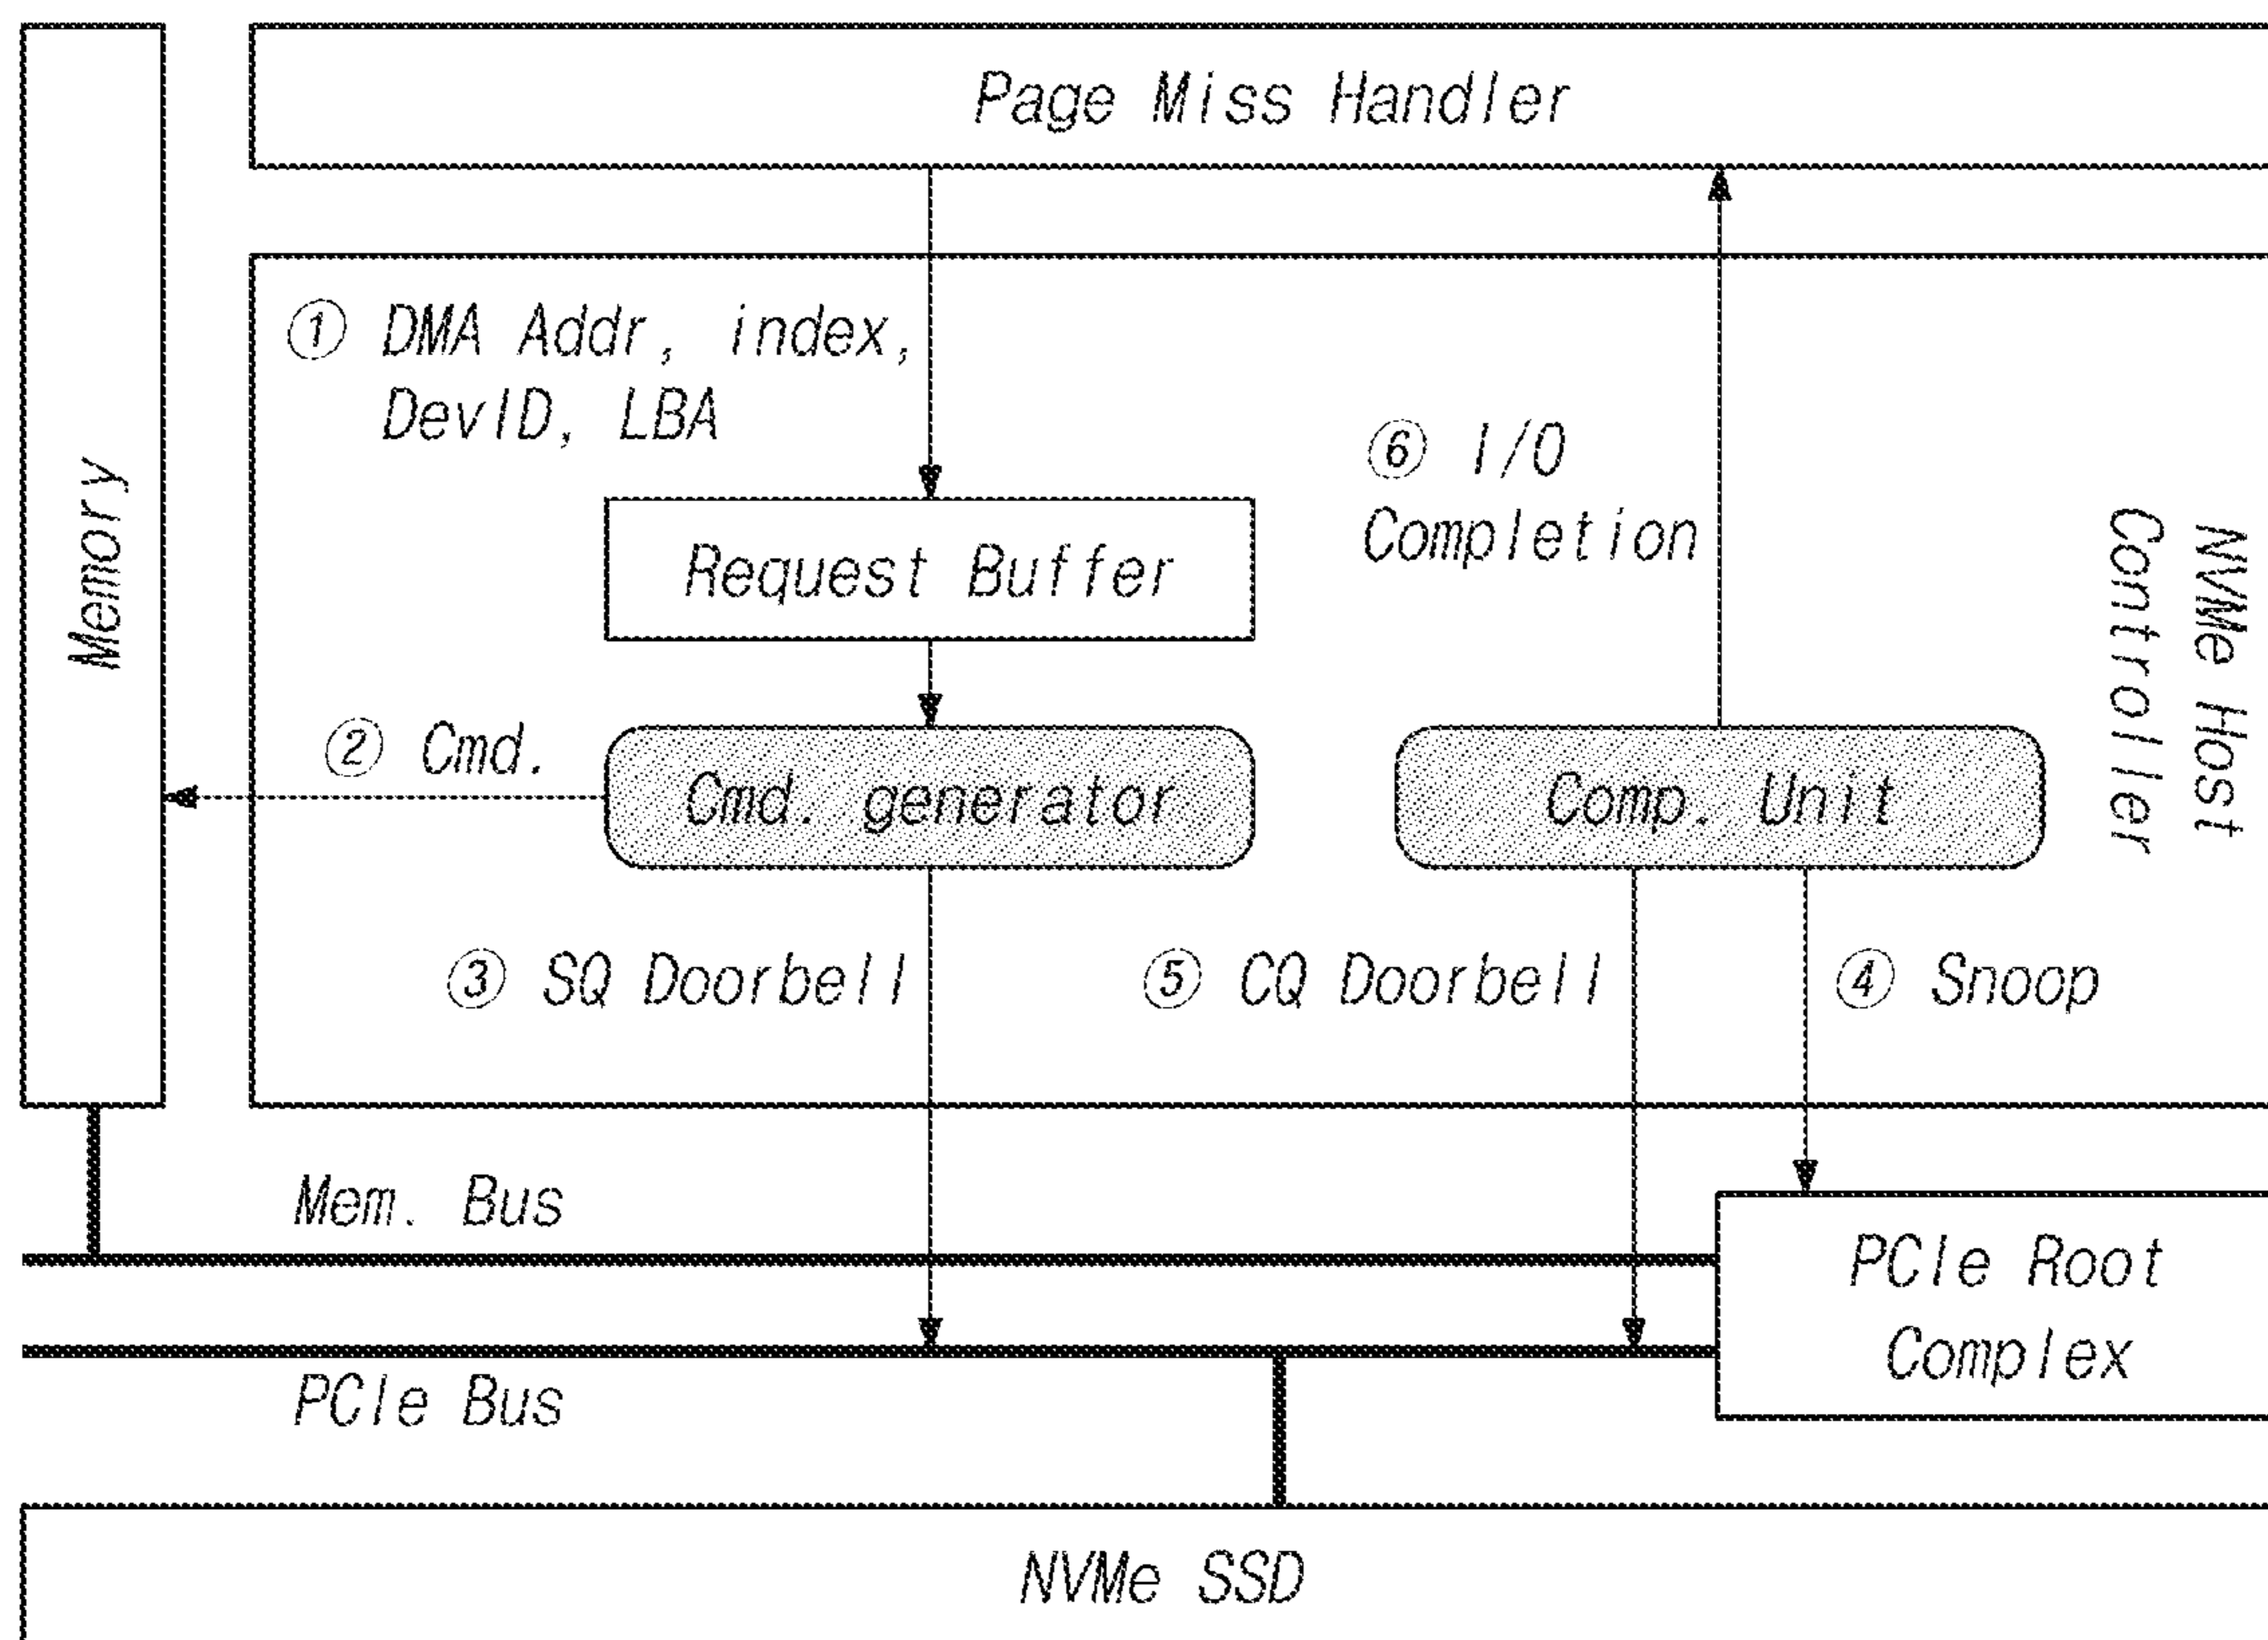 Page Miss Handler
① DMA Addr, index,
DevID, LBA
Memory
Request Buffer
⑥ I/O
Completion
NVMe Host
Controller
② Cmd.
Cmd. generator
Comp. Unit
③ SQ Doorbell
⑤ CQ Doorbell
④ Snoop
Mem. Bus
PCIe Root
Complex
PCIe Bus
NVMe SSD